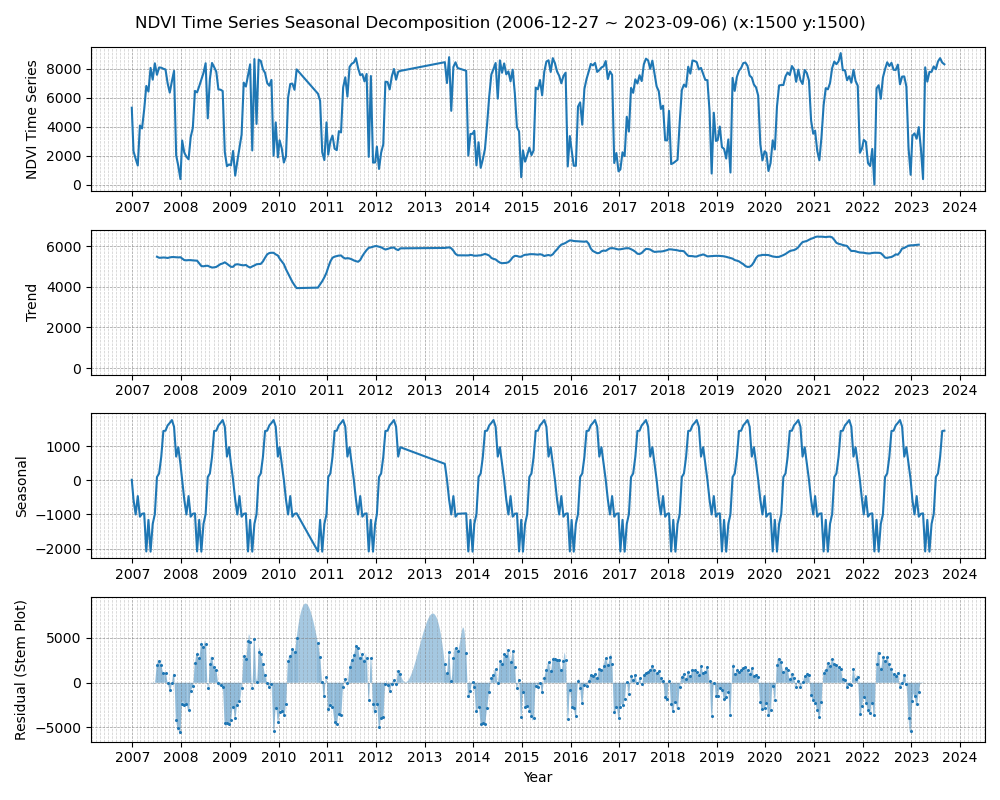 NDVI Time Series Seasonal Decomposition (2006-12-27 ~ 2023-09-06) (x:1500 y:1500)
NDVI Time Series
8000
6000
4000
2000
0
2007 2008 2009 2010 2011 2012 2013 2014 2015 2016 2017 2018 2019 2020 2021 2022 2023 2024
Trend
6000
4000
2000
0
2007 2008 2009 2010 2011 2012 2013 2014 2015 2016 2017 2018 2019 2020 2021 2022 2023 2024
Seasonal
1000
0
−1000
−2000
2007 2008 2009 2010 2011 2012 2013 2014 2015 2016 2017 2018 2019 2020 2021 2022 2023 2024
Residual (Stem Plot)
5000
0
−5000
2007 2008 2009 2010 2011 2012 2013 2014 2015 2016 2017 2018 2019 2020 2021 2022 2023 2024
Year